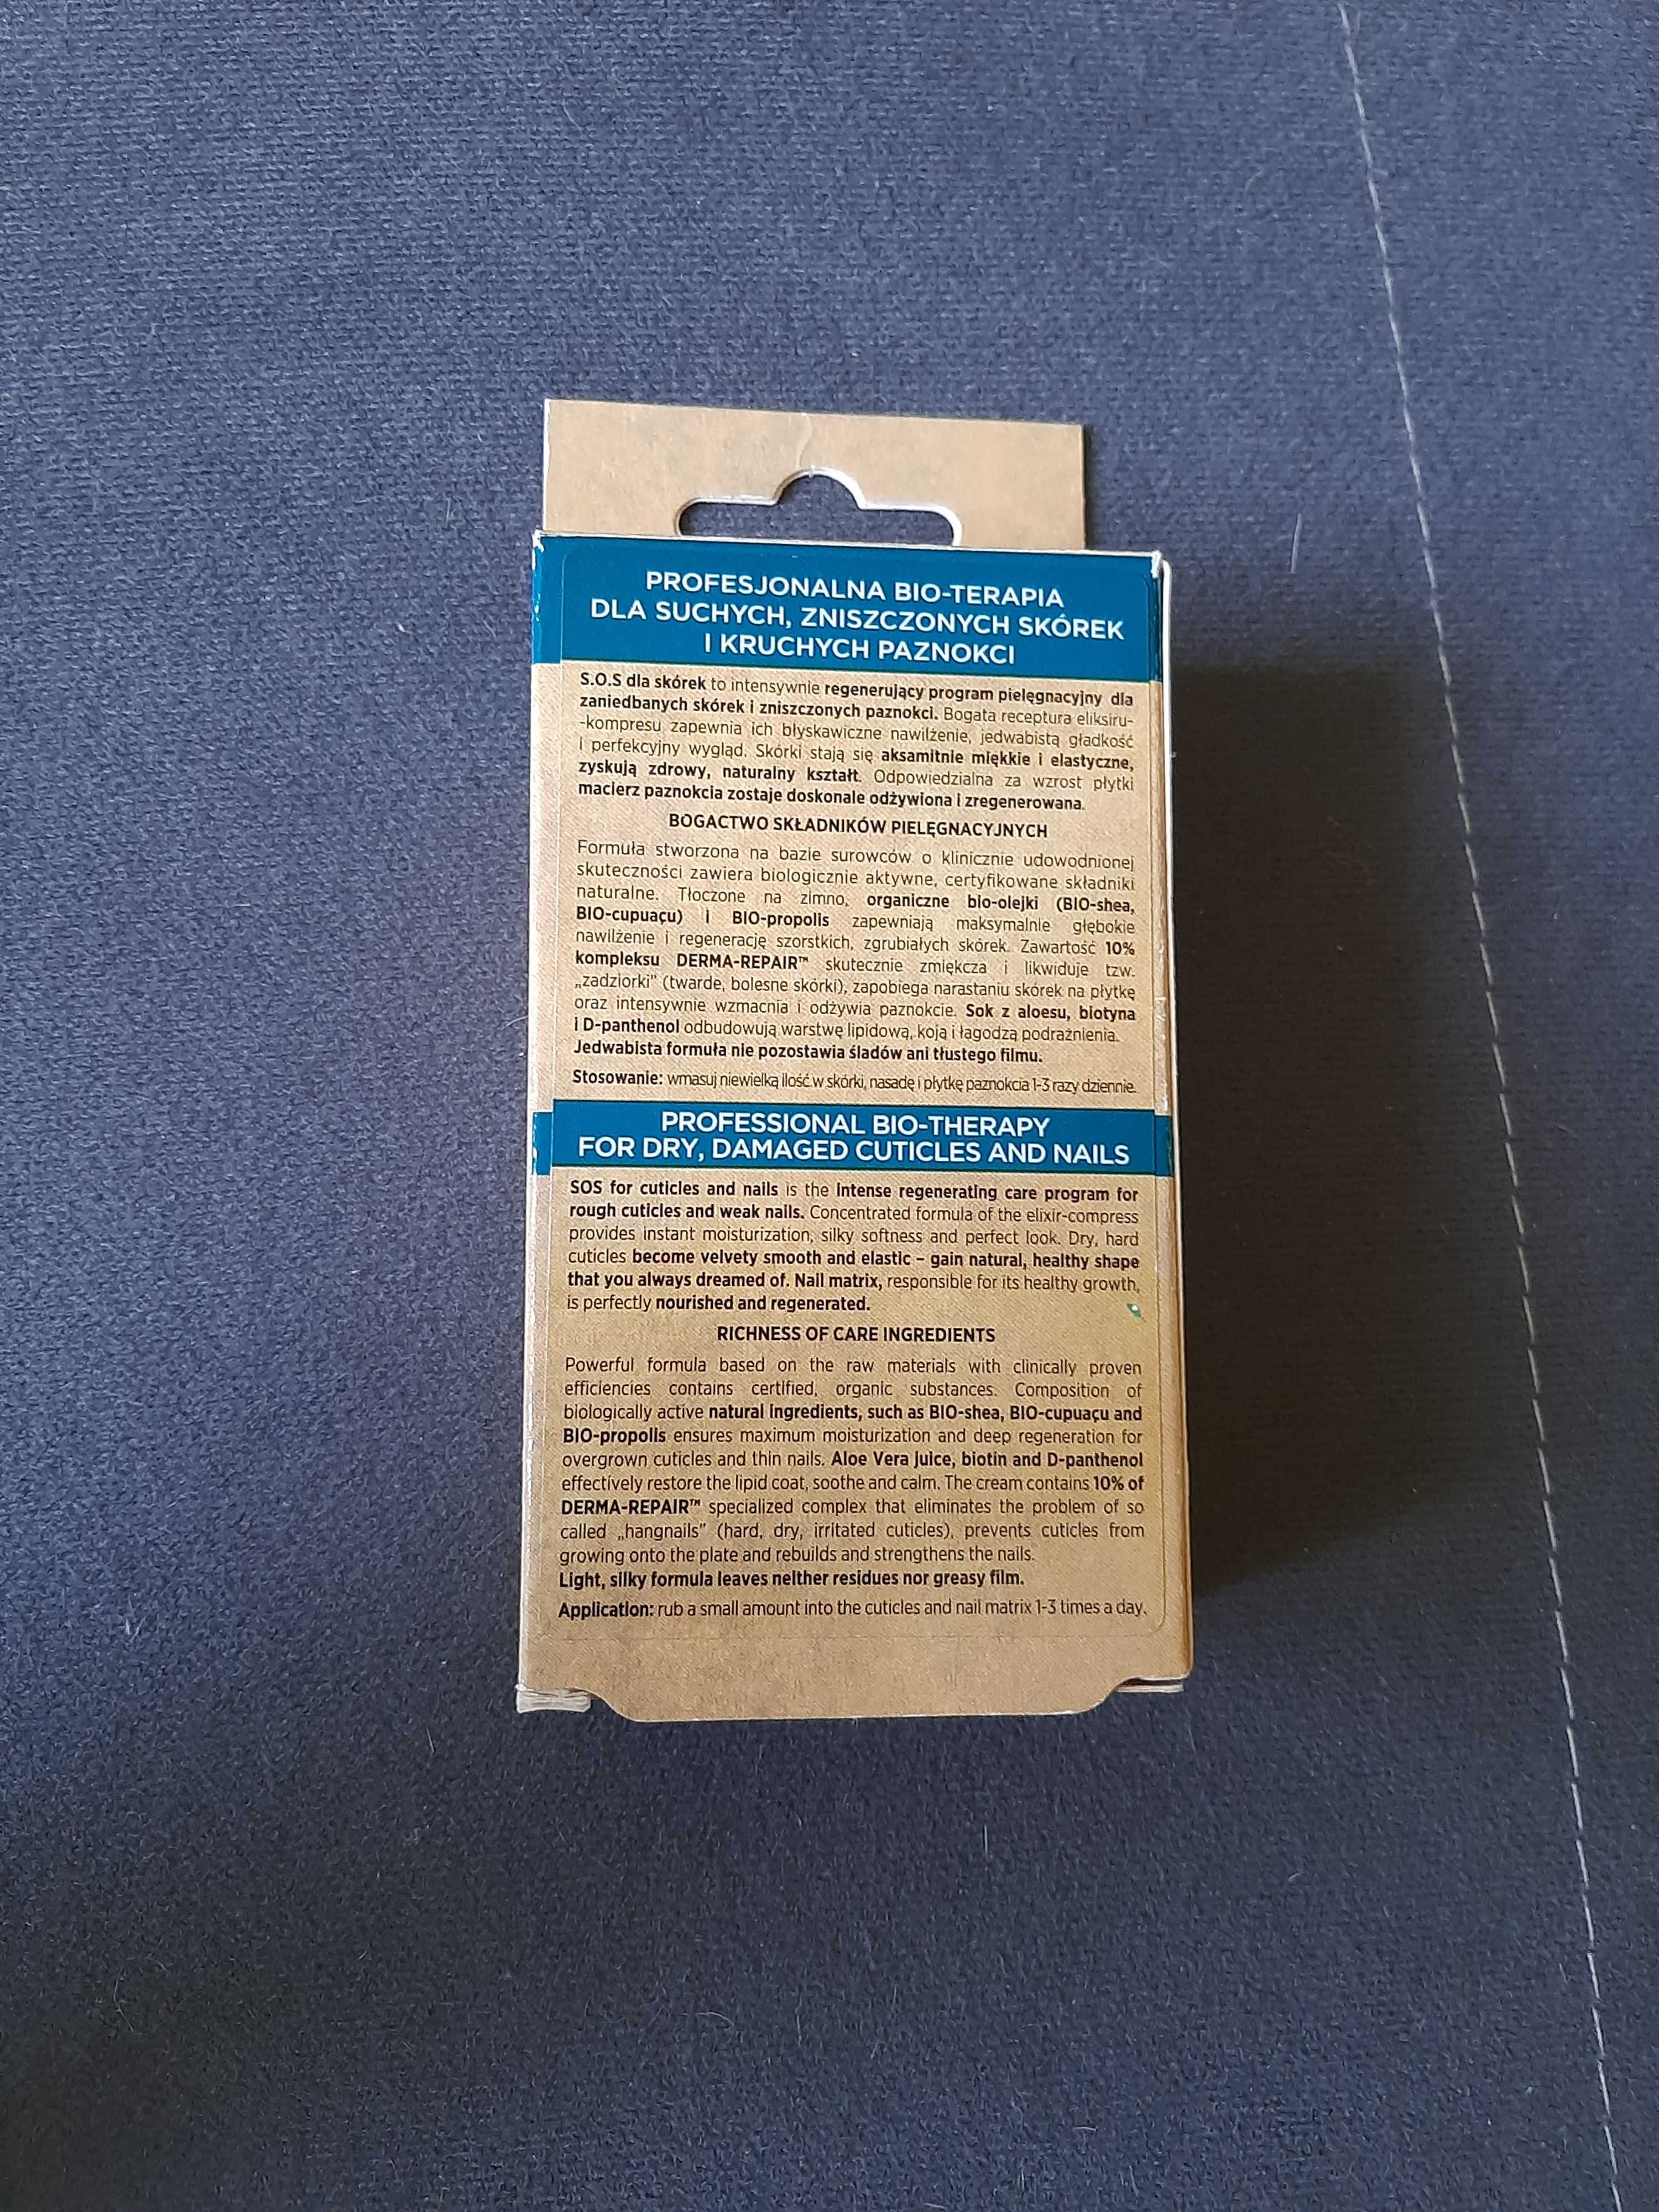 PROFESJONALNA BIO-TERAPIA
DLA SUCHYCH, ZNISZCZONYCH SKÓREK
I KRUCHYCH PAZNOKCI
S.O.S dla skórek to intensywnie regenerujący program pielęgnacyjny dla
zaniedbanych skórek i zniszczonych paznokci. Bogata receptura eliksiru-
-kompresu zapewnia ich błyskawiczne nawilżenie, jedwabistą gładkość
i perfekcyjny wygląd. Skórki stają się aksamitnie miękkie i elastyczne,
zyskują zdrowy, naturalny kształt. Odpowiedzialna za wzrost płytki
macierz paznokcia zostaje doskonale odżywiona i zregenerowana.
BOGACTWO SKŁADNIKÓW PIELĘGNACYJNYCH
Formuła stworzona na bazie surowców o klinicznie udowodnionej
skuteczności zawiera biologicznie aktywne, certyfikowane składniki
naturalne. Tłoczone na zimno, organiczne bio-olejki (BIO-shea,
BIO-cupuaçu) i BIO-propolis zapewniają maksymalnie głębokie
nawilżenie i regenerację szorstkich, zgrubiałych skórek. Zawartość 10%
kompleksu DERMA-REPAIR™ skutecznie zmiękcza i likwiduje tzw.
„zadziorki” (twarde, bolesne skórki), zapobiega narastaniu skórek na płytkę
oraz intensywnie wzmacnia i odżywia paznokcie. Sok z aloesu, biotyna
i D-panthenol odbudowują warstwę lipidową, koją i łagodzą podrażnienia.
Jedwabista formuła nie pozostawia śladów ani tłustego filmu.
Stosowanie: wmasuj niewielką ilość w skórki, nasadę i płytkę paznokcia 1-3 razy dziennie.
PROFESSIONAL BIO-THERAPY
FOR DRY, DAMAGED CUTICLES AND NAILS
SOS for cuticles and nails is the intense regenerating care program for
rough cuticles and weak nails. Concentrated formula of the elixir-compress
provides instant moisturization, silky softness and perfect look. Dry, hard
cuticles become velvety smooth and elastic – gain natural, healthy shape
that you always dreamed of. Nail matrix, responsible for its healthy growth,
is perfectly nourished and regenerated.
RICHNESS OF CARE INGREDIENTS
Powerful formula based on the raw materials with clinically proven
efficiencies contains certified, organic substances. Composition of
biologically active natural ingredients, such as BIO-shea, BIO-cupuaçu and
BIO-propolis ensures maximum moisturization and deep regeneration for
overgrown cuticles and thin nails. Aloe Vera juice, biotin and D-panthenol
effectively restore the lipid coat, soothe and calm. The cream contains 10% of
DERMA-REPAIR™ specialized complex that eliminates the problem of so
called „hangnails” (hard, dry, irritated cuticles), prevents cuticles from
growing onto the plate and rebuilds and strengthens the nails.
Light, silky formula leaves neither residues nor greasy film.
Application: rub a small amount into the cuticles and nail matrix 1-3 times a day.